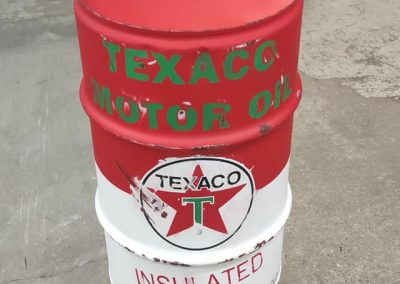 TEXACO
MOTOR OIL
TEXACO
T
INSULATED